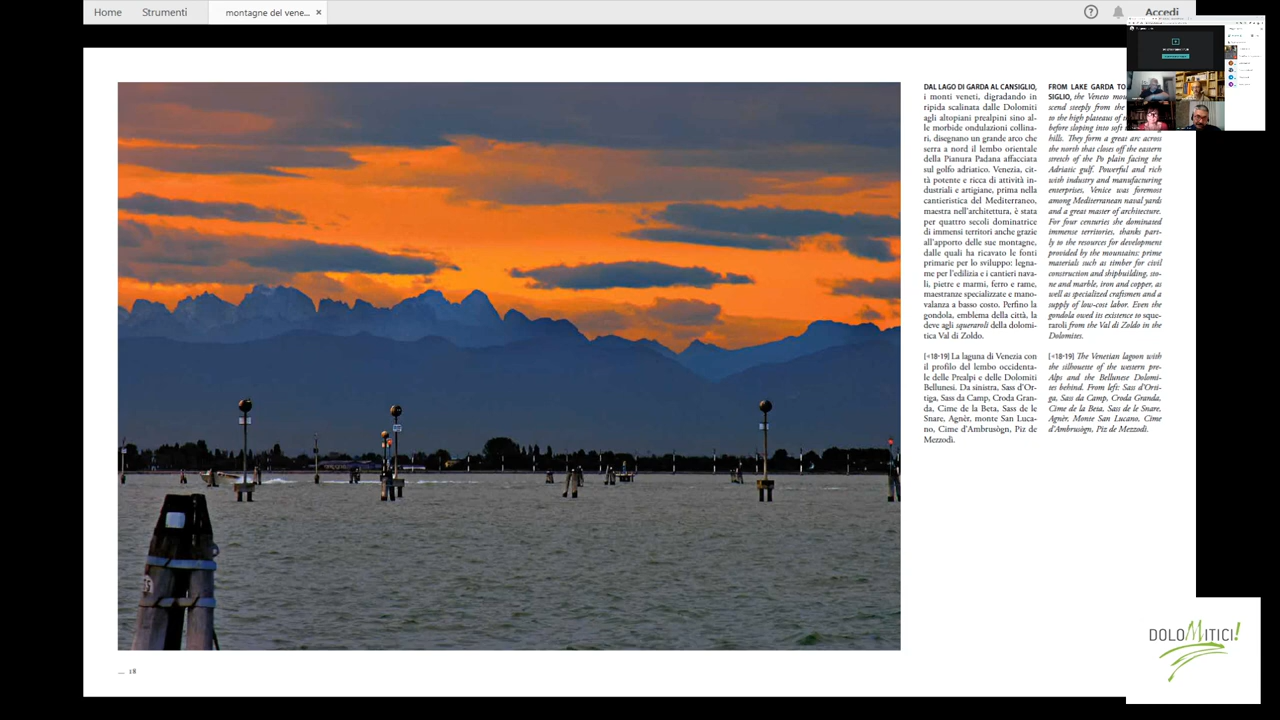 Home
Strumenti
montagne del vene...
×
?
Accedi
DAL LAGO DI GARDA AL CANSIGLIO,
i monti veneti, digradando in
ripida scalinata dalle Dolomiti
agli altopiani prealpini sino al-
le morbide ondulazioni collina-
ri, disegnano un grande arco che
serra a nord il lembo orientale
della Pianura Padana affacciata
sul golfo adriatico. Venezia, cit-
tà potente e ricca di attività in-
dustriali e artigiane, prima nella
cantieristica del Mediterraneo,
maestra nell'architettura, è stata
per quattro secoli dominatrice
di immensi territori anche grazie
all'apporto delle sue montagne,
dalle quali ha ricavato le fonti
primarie per lo sviluppo: legna-
me per l'edilizia e i cantieri nava-
li, pietre e marmi, ferro e rame,
maestranze specializzate e mano-
valanza a basso costo. Perfino la
gondola, emblema della città, la
deve agli squeraroli della dolomi-
tica Val di Zoldo.
[<18-19] La laguna di Venezia con
il profilo del lembo occidenta-
le delle Prealpi e delle Dolomiti
Bellunesi. Da sinistra, Sass d'Or-
tiga, Sass da Camp, Croda Gran-
da, Cime de la Beta, Sass de le
Snare, Agnèr, monte San Luca-
no, Cime d'Ambrusògn, Piz de
Mezzodì.
FROM LAKE GARDA TO
SIGLIO, the Veneto mou
scend steeply from the
to the high plateaus of t
before sloping into soft
hills. They form a great arc across
the north that closes off the eastern
stretch of the Po plain facing the
Adriatic gulf. Powerful and rich
with industry and manufacturing
enterprises, Venice was foremost
among Mediterranean naval yards
and a great master of architecture.
For four centuries she dominated
immense territories, thanks part-
ly to the resources for development
provided by the mountains: prime
materials such as timber for civil
construction and shipbuilding, sto-
ne and marble, iron and copper, as
well as specialized craftsmen and a
supply of low-cost labor. Even the
gondola owed its existence to sque-
raroli from the Val di Zoldo in the
Dolomites.
[<18-19] The Venetian lagoon with
the silhouette of the western pre-
Alps and the Bellunese Dolomi-
tes behind. From left: Sass d'Orti-
ga, Sass da Camp, Croda Granda,
Cime de la Beta, Sass de le Snare,
Agnèr, Monte San Lucano, Cime
d'Ambrusògn, Piz de Mezzodì.
18
DOLOMITICI!